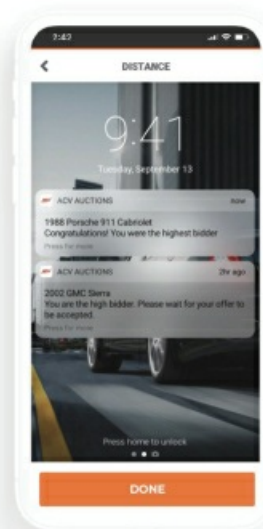 7:42
DISTANCE
9:41
Tuesday, September 13
ACV AUCTIONS now
1988 Porsche 911 Cabriolet
Congratulations! You were the highest bidder
Press for more
ACV AUCTIONS 2hr ago
2002 GMC Sierra
You are the high bidder. Please wait for your offer to
be accepted.
Press for more
Press home to unlock
DONE